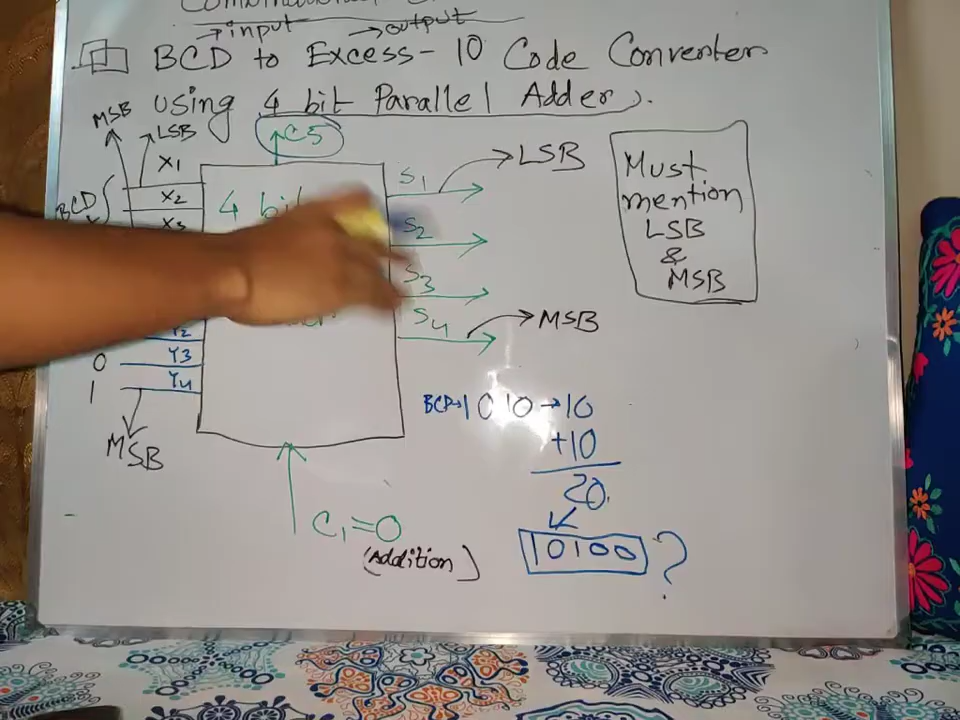 →input →output
BCD to Excess-10 Code Converter
using 4 bit Parallel Adder.
MSB LSB C5
X1 S1 LSB
BCD X2 4 bit S2
X3
S3
Y2 S4 MSB
0 Y3
1 Y4
MSB
C1=0
(Addition)
BCD→1010→10
+10
20
10100 ?
Must
mention
LSB
&
MSB